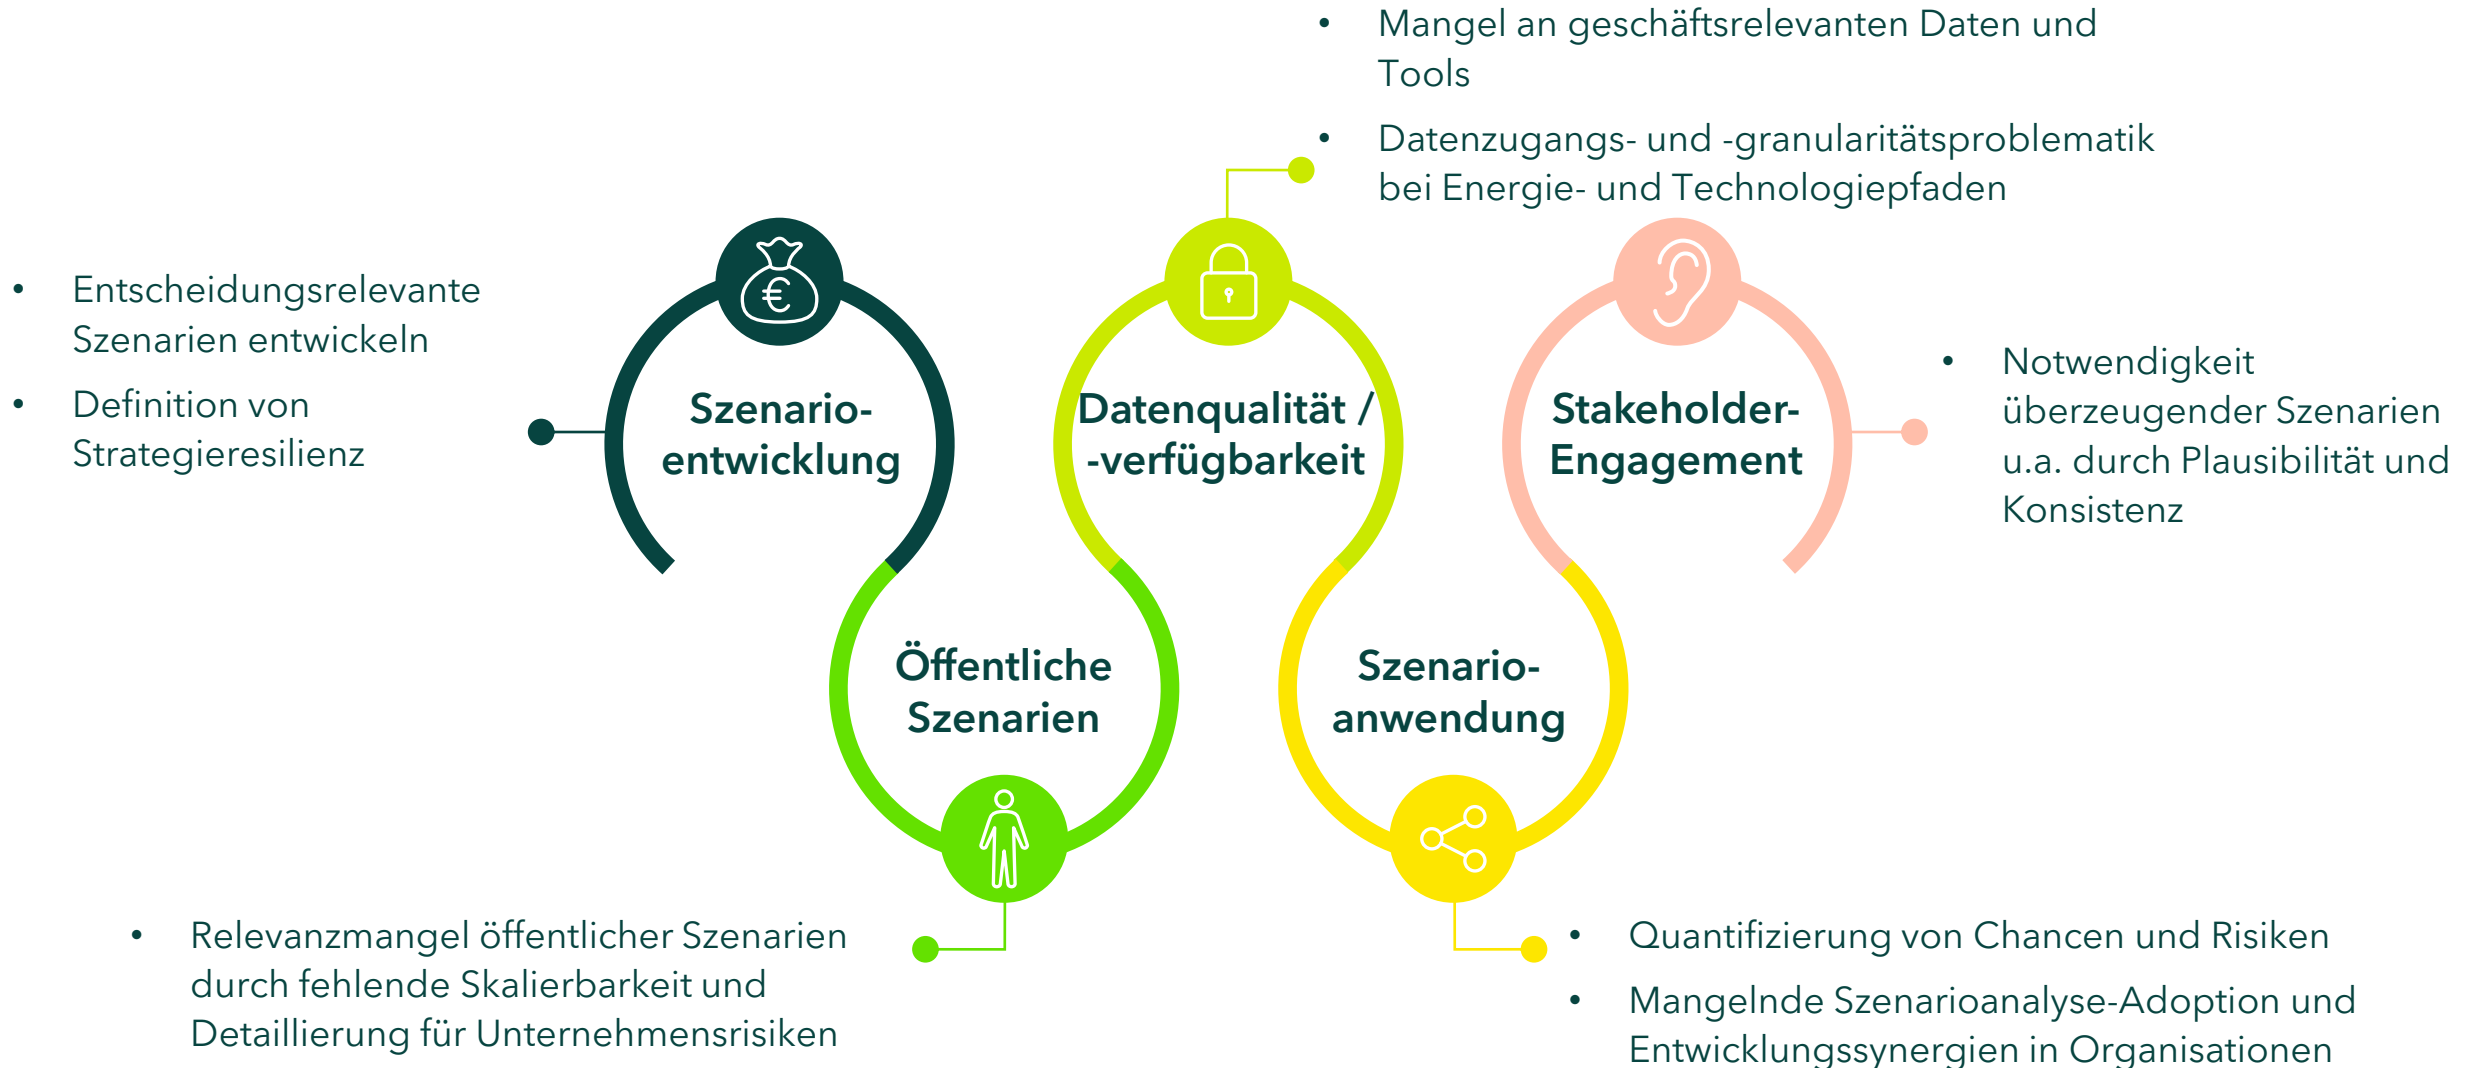 • Mangel an geschäftsrelevanten Daten und
Tools
• Datenzugangs- und -granularitätsproblematik
bei Energie- und Technologiepfaden
• Entscheidungsrelevante
Szenarien entwickeln
• Definition von
Strategieresilienz
€
Szenario-
entwicklung
Datenqualität /
-verfügbarkeit
Stakeholder-
Engagement
• Notwendigkeit
überzeugender Szenarien
u.a. durch Plausibilität und
Konsistenz
Öffentliche
Szenarien
Szenario-
anwendung
• Relevanzmangel öffentlicher Szenarien
durch fehlende Skalierbarkeit und
Detaillierung für Unternehmensrisiken
• Quantifizierung von Chancen und Risiken
• Mangelnde Szenarioanalyse-Adoption und
Entwicklungssynergien in Organisationen